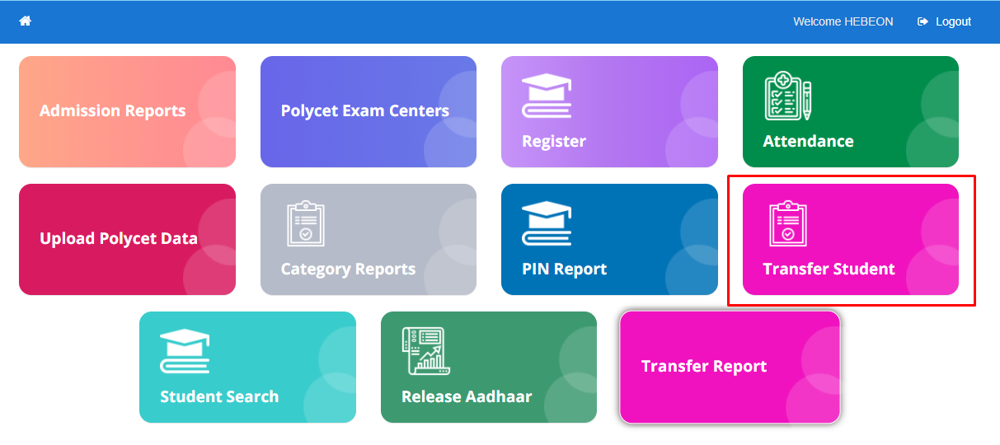 Welcome HEBEON Logout
Admission Reports
Polycet Exam Centers
Register
Attendance
Upload Polycet Data
Category Reports
PIN Report
Transfer Student
Student Search
Release Aadhaar
Transfer Report